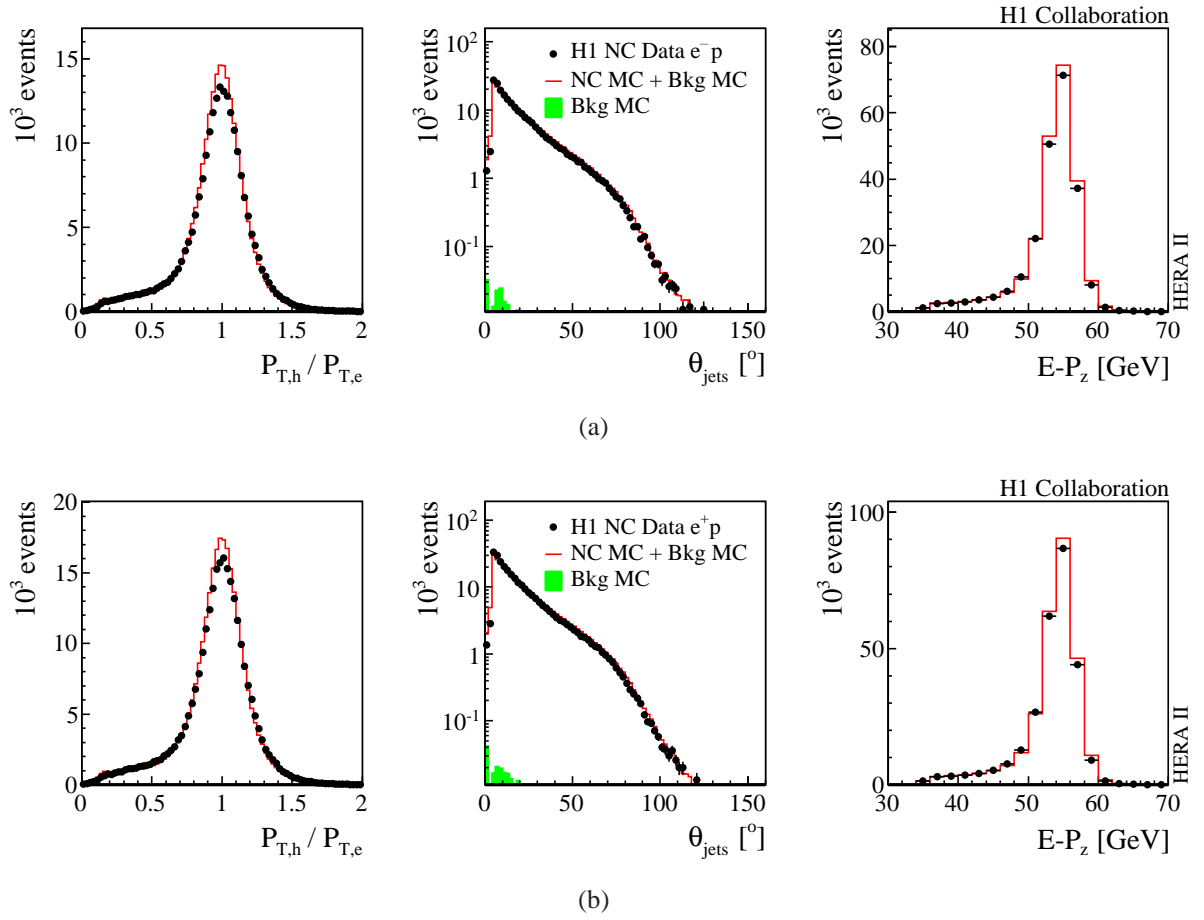 H1 Collaboration
10³ events
15
10
5
0
0 0.5 1 1.5 2
P_T,h / P_T,e
10³ events
10²
10
1
10⁻¹
H1 NC Data e⁻p
NC MC + Bkg MC
Bkg MC
0 50 100 150
θ_jets [°]
10³ events
80
60
40
20
0
30 40 50 60 70
E-P_z [GeV]
HERA II
(a)
H1 Collaboration
10³ events
20
15
10
5
0
0 0.5 1 1.5 2
P_T,h / P_T,e
10³ events
10²
10
1
10⁻¹
H1 NC Data e⁺p
NC MC + Bkg MC
Bkg MC
0 50 100 150
θ_jets [°]
10³ events
100
50
0
30 40 50 60 70
E-P_z [GeV]
HERA II
(b)